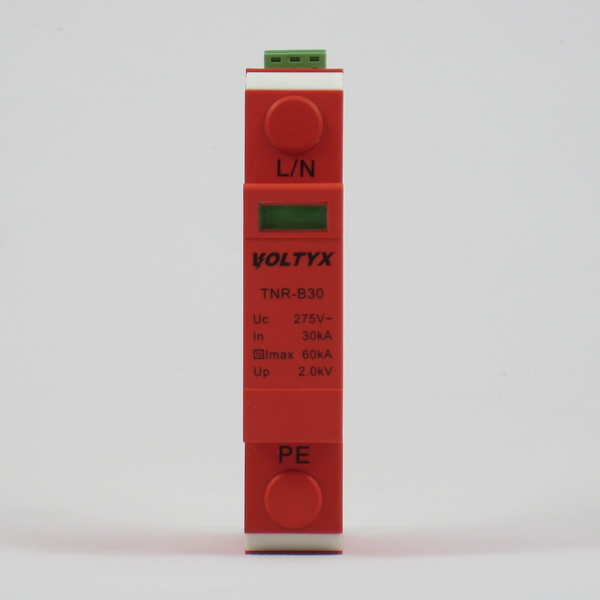 L/N
VOLTYX
TNR-B30
Uc 275V~
In 30kA
Imax 60kA
Up 2.0kV
PE